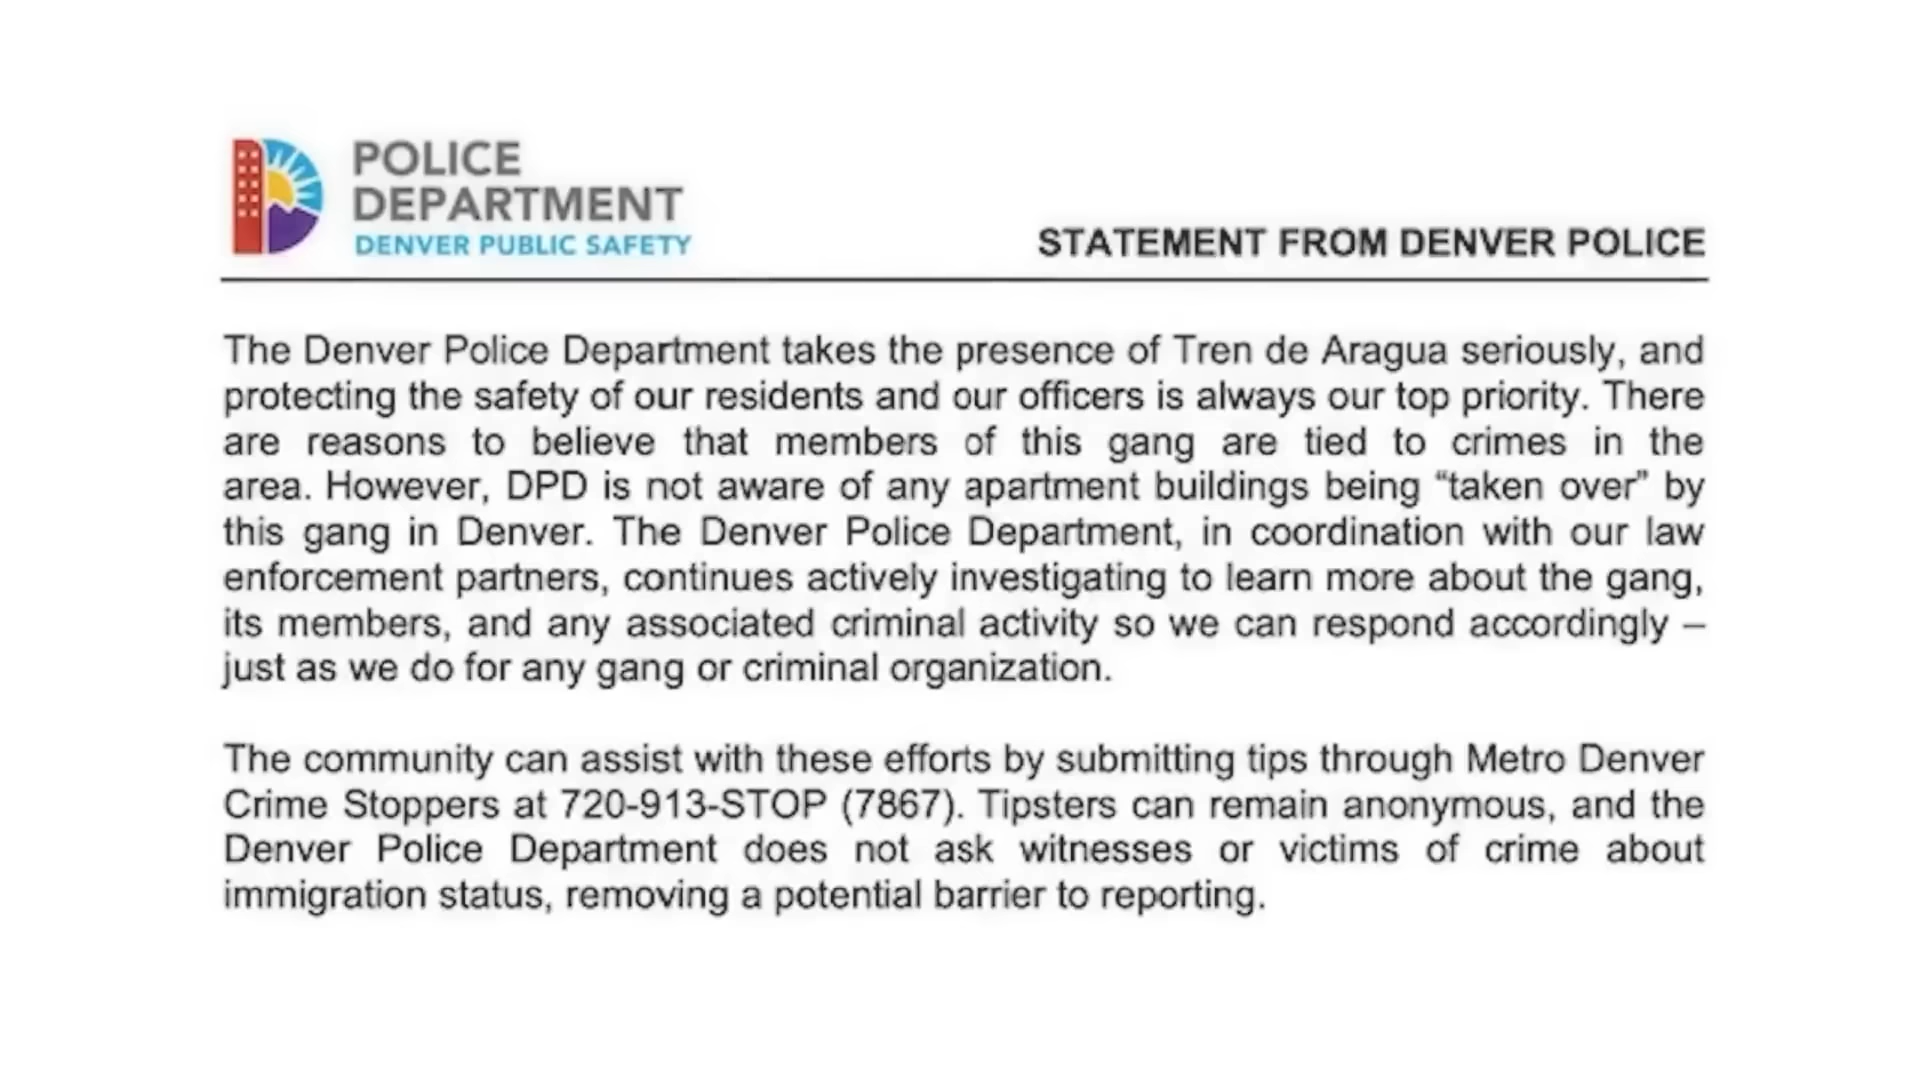 POLICE
DEPARTMENT
DENVER PUBLIC SAFETY
STATEMENT FROM DENVER POLICE
The Denver Police Department takes the presence of Tren de Aragua seriously, and
protecting the safety of our residents and our officers is always our top priority. There
are reasons to believe that members of this gang are tied to crimes in the
area. However, DPD is not aware of any apartment buildings being “taken over” by
this gang in Denver. The Denver Police Department, in coordination with our law
enforcement partners, continues actively investigating to learn more about the gang,
its members, and any associated criminal activity so we can respond accordingly –
just as we do for any gang or criminal organization.
The community can assist with these efforts by submitting tips through Metro Denver
Crime Stoppers at 720-913-STOP (7867). Tipsters can remain anonymous, and the
Denver Police Department does not ask witnesses or victims of crime about
immigration status, removing a potential barrier to reporting.